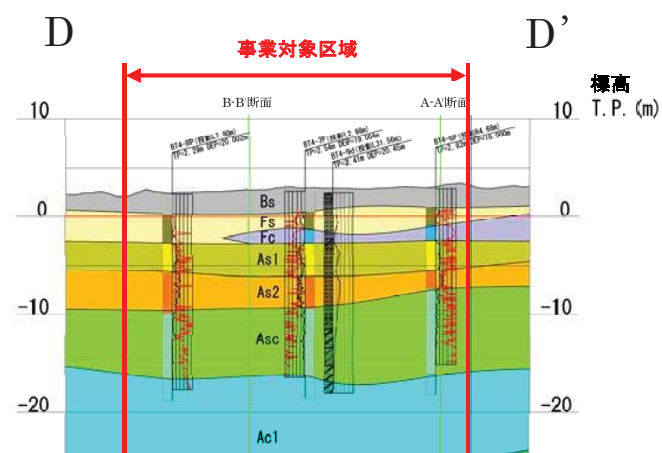 D
D’
事業対象区域
B-B'断面
A-A'断面
標高
T.P. (m)
10
10
0
0
-10
-10
-20
-20
Bs
Fs
Fc
As1
As2
Asc
Ac1